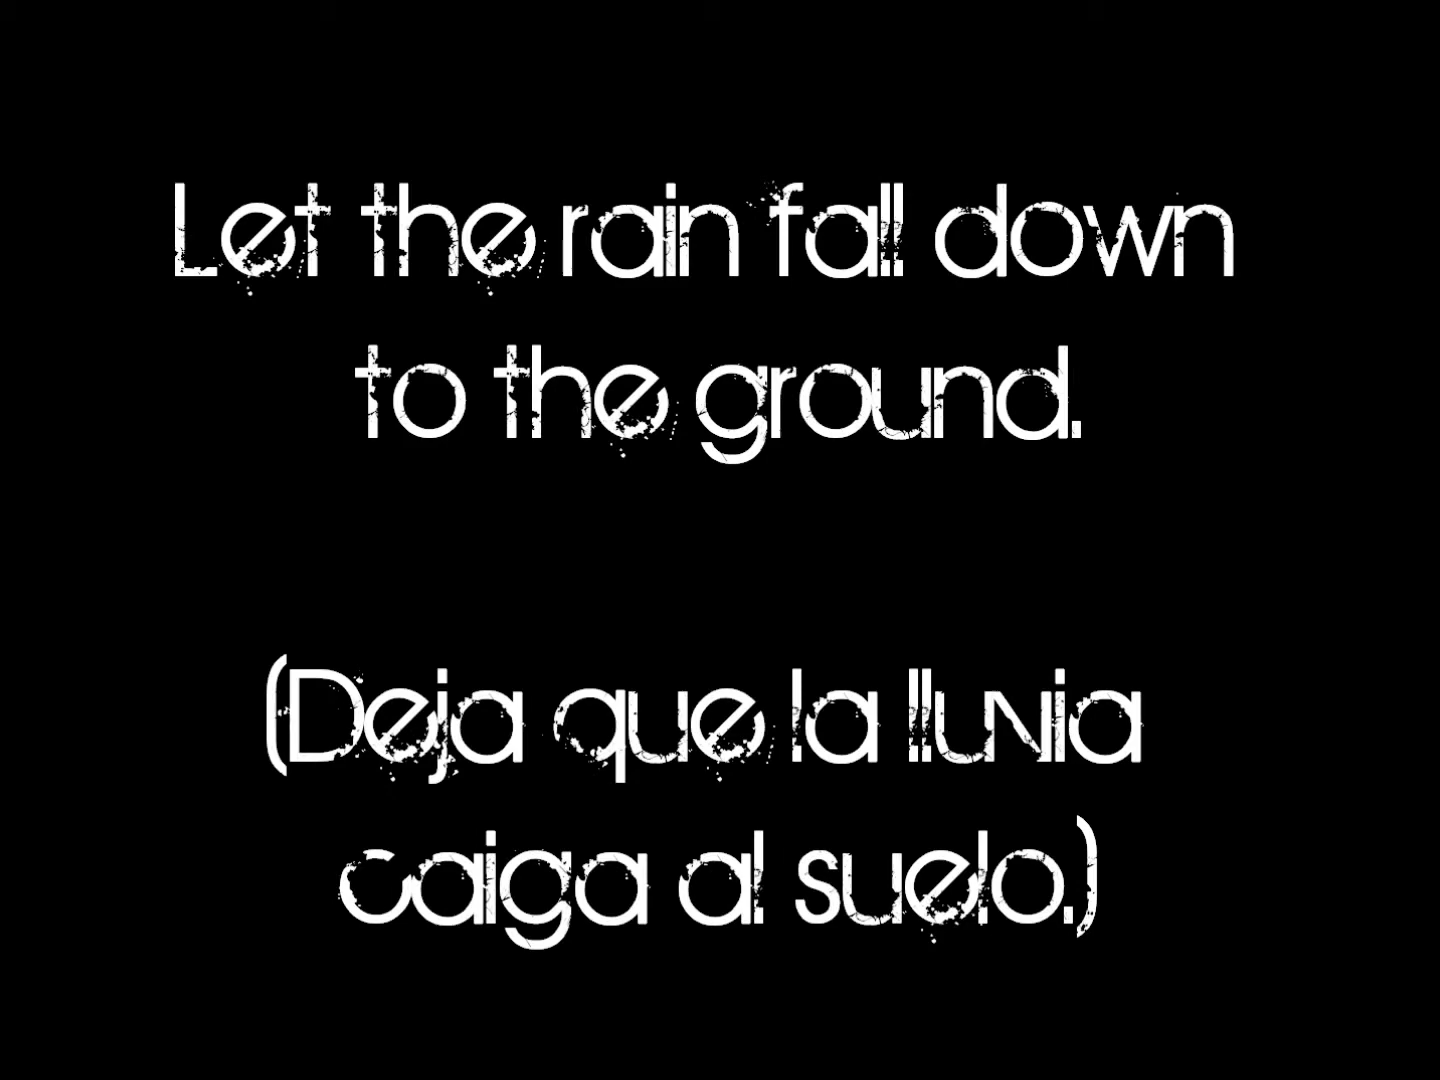 Let the rain fall down
to the ground.
(Deja que la lluvia
caiga al suelo.)